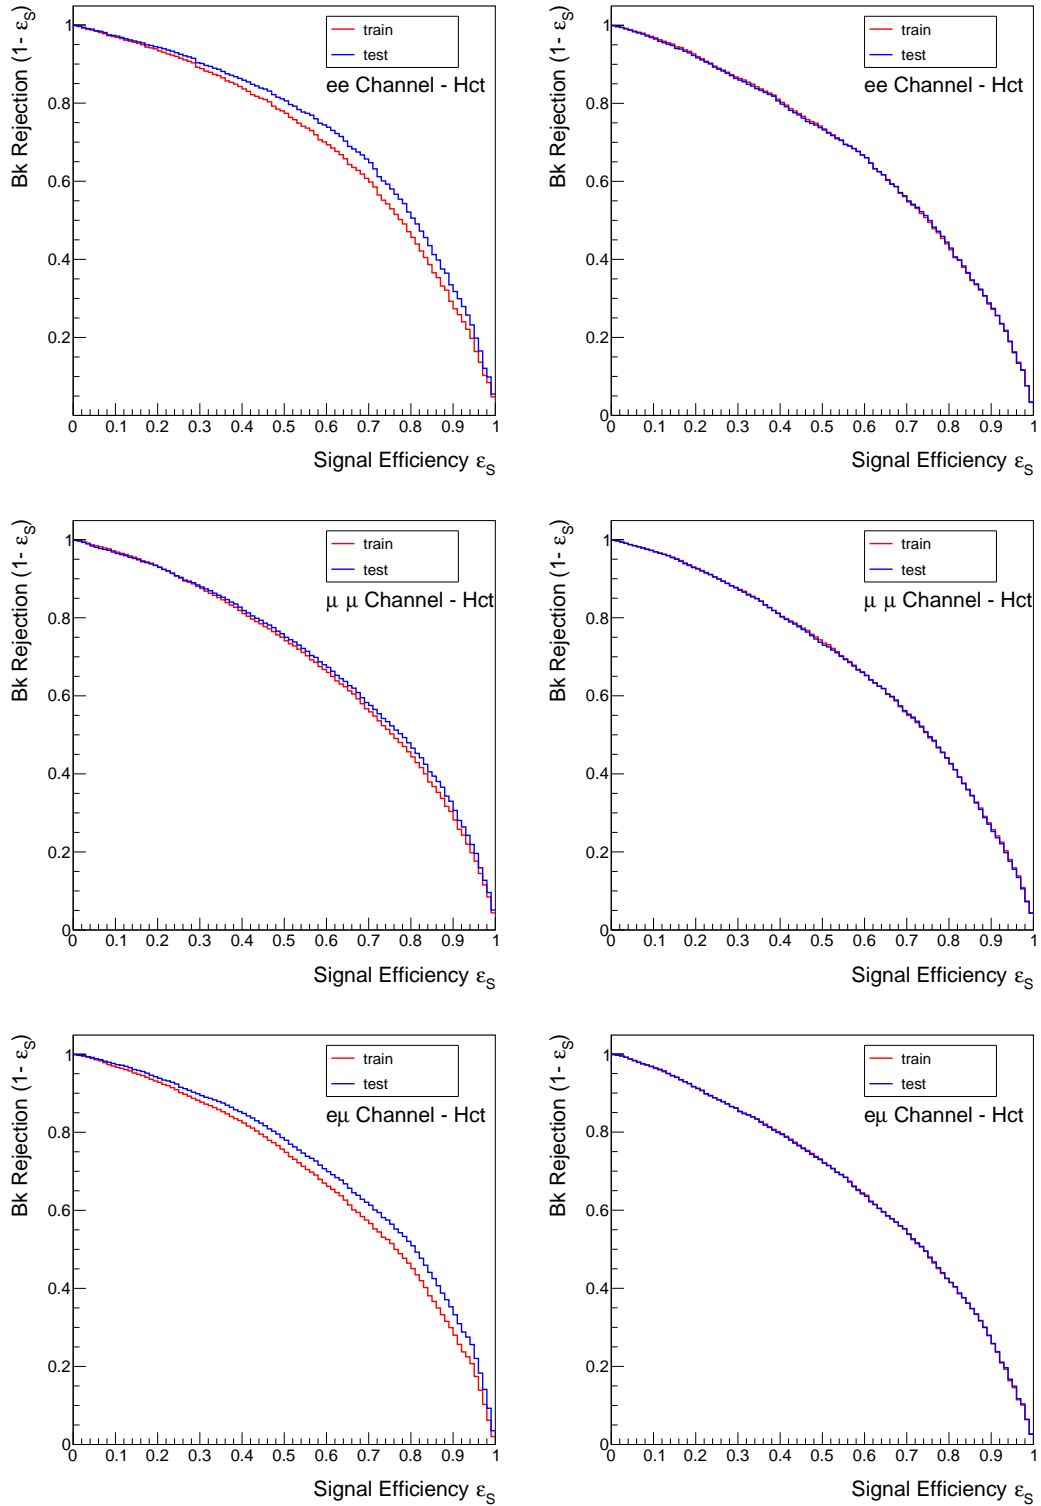 Bk Rejection (1- ε_S)
1
0.8
0.6
0.4
0.2
0 0.1 0.2 0.3 0.4 0.5 0.6 0.7 0.8 0.9 1
Signal Efficiency ε_S
train
test
ee Channel - Hct
Bk Rejection (1- ε_S)
1
0.8
0.6
0.4
0.2
0
0 0.1 0.2 0.3 0.4 0.5 0.6 0.7 0.8 0.9 1
Signal Efficiency ε_S
train
test
ee Channel - Hct
Bk Rejection (1- ε_S)
1
0.8
0.6
0.4
0.2
0
0 0.1 0.2 0.3 0.4 0.5 0.6 0.7 0.8 0.9 1
Signal Efficiency ε_S
train
test
μ μ Channel - Hct
Bk Rejection (1- ε_S)
1
0.8
0.6
0.4
0.2
0
0 0.1 0.2 0.3 0.4 0.5 0.6 0.7 0.8 0.9 1
Signal Efficiency ε_S
train
test
μ μ Channel - Hct
Bk Rejection (1- ε_S)
1
0.8
0.6
0.4
0.2
0
0 0.1 0.2 0.3 0.4 0.5 0.6 0.7 0.8 0.9 1
Signal Efficiency ε_S
train
test
eμ Channel - Hct
Bk Rejection (1- ε_S)
1
0.8
0.6
0.4
0.2
0
0 0.1 0.2 0.3 0.4 0.5 0.6 0.7 0.8 0.9 1
Signal Efficiency ε_S
train
test
eμ Channel - Hct